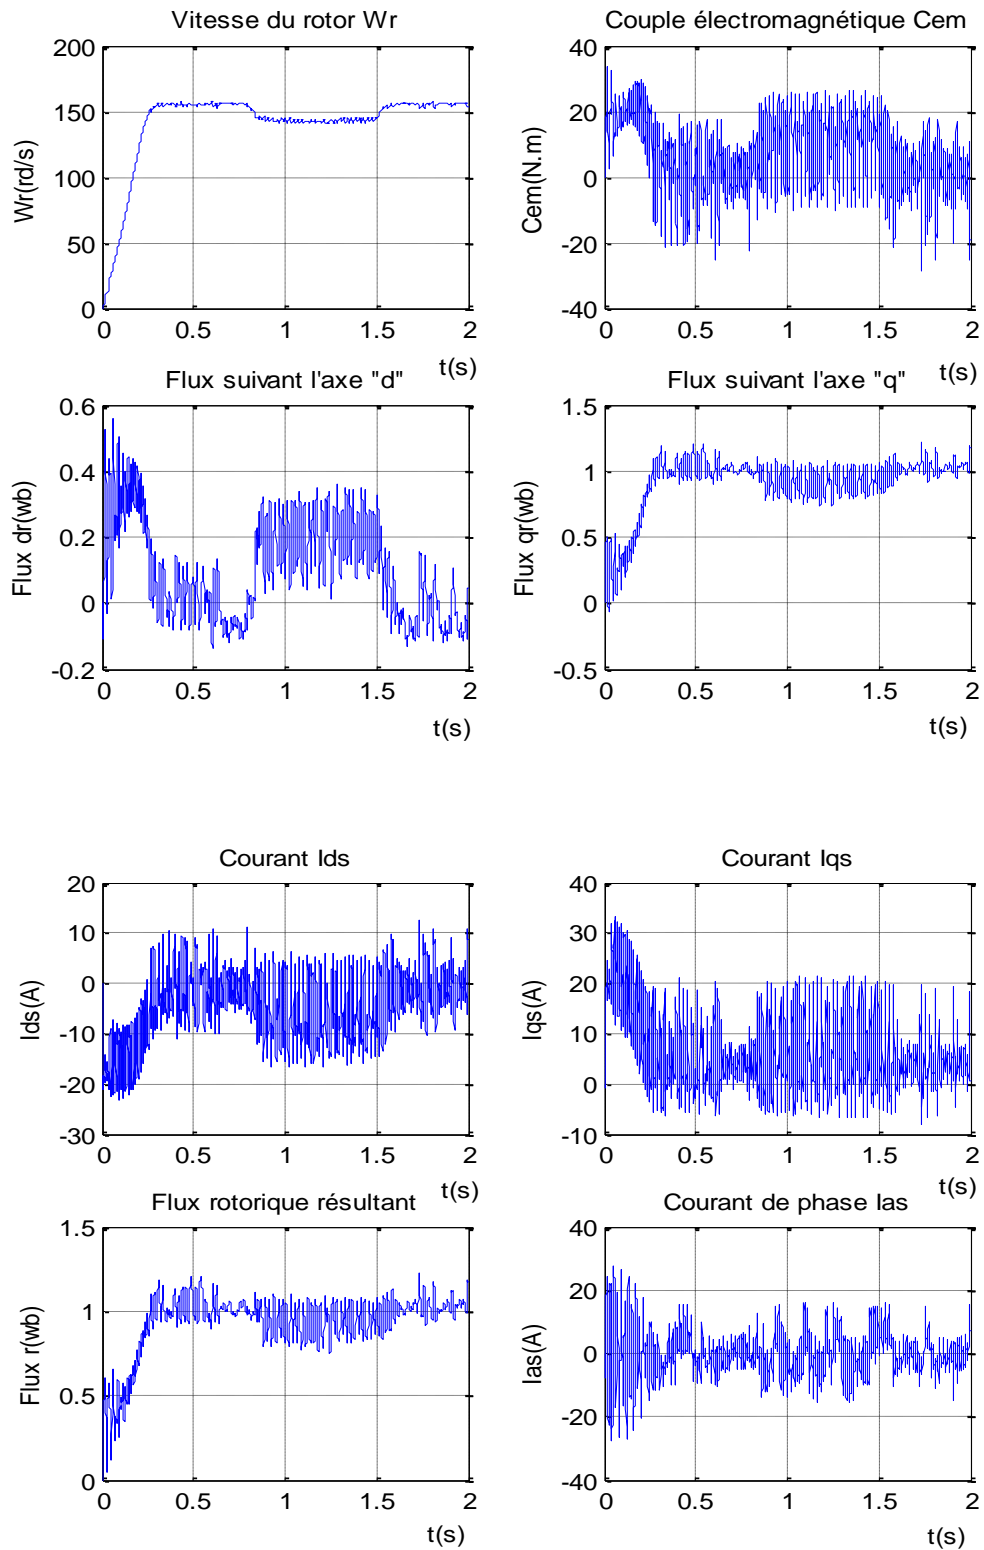 Vitesse du rotor Wr
200
150
100
50
0
Wr(rd/s)
0 0.5 1 1.5 2
t(s)
Couple électromagnétique Cem
40
20
0
-20
-40
Cem(N.m)
0 0.5 1 1.5 2
t(s)
Flux suivant l'axe "d"
0.6
0.4
0.2
0
-0.2
Flux dr(wb)
0 0.5 1 1.5 2
t(s)
Flux suivant l'axe "q"
1.5
1
0.5
0
-0.5
Flux qr(wb)
0 0.5 1 1.5 2
t(s)
Courant Ids
20
10
0
-10
-20
-30
Ids(A)
0 0.5 1 1.5 2
t(s)
Courant Iqs
40
30
20
10
0
-10
Iqs(A)
0 0.5 1 1.5 2
t(s)
Flux rotorique résultant
1.5
1
0.5
0
Flux r(wb)
0 0.5 1 1.5 2
t(s)
Courant de phase Ias
40
20
0
-20
-40
Ias(A)
0 0.5 1 1.5 2
t(s)